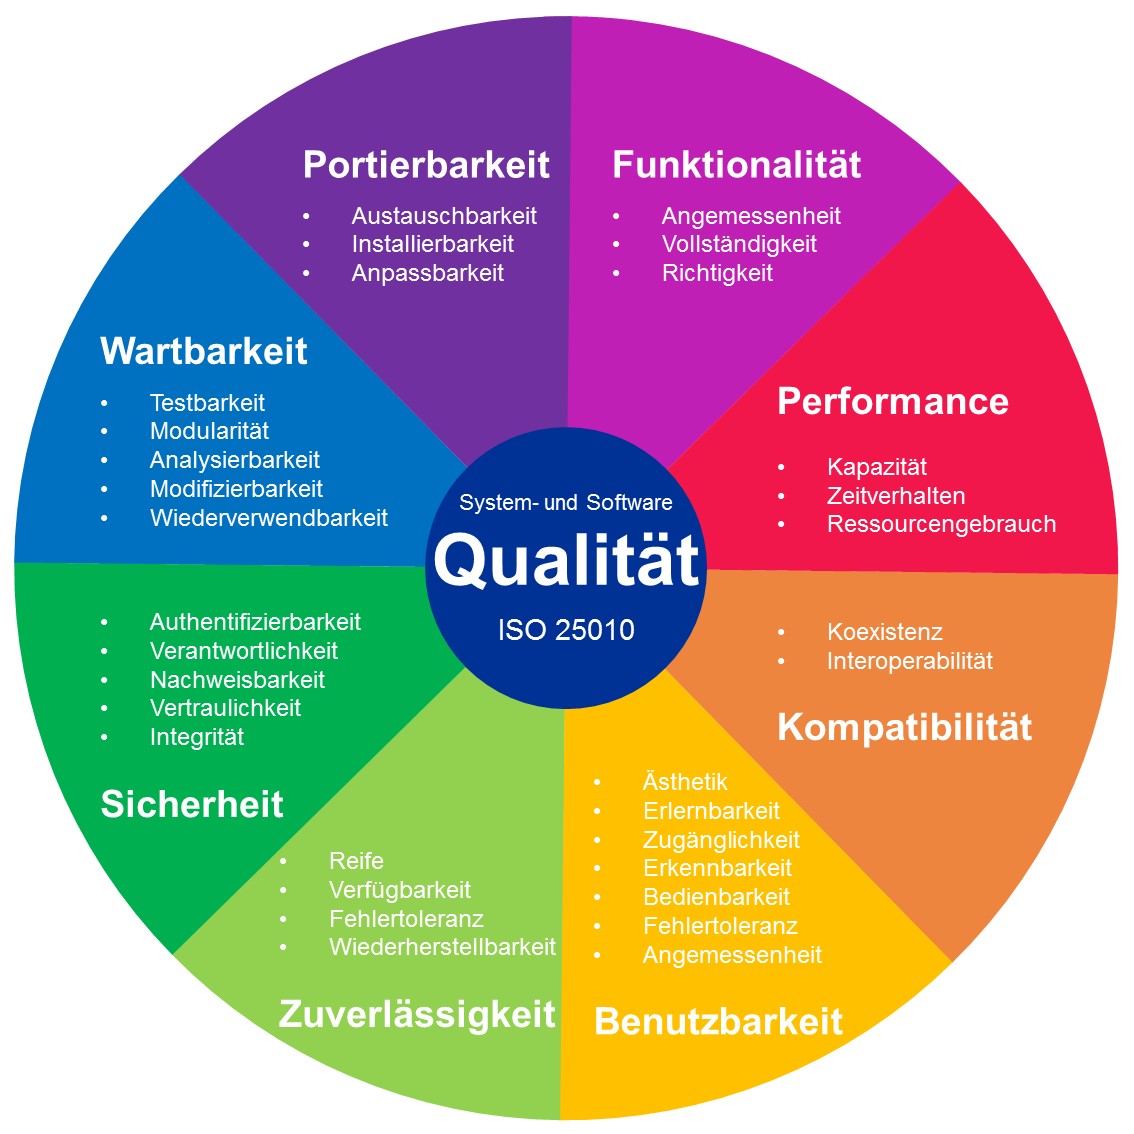 Portierbarkeit
• Austauschbarkeit
• Installierbarkeit
• Anpassbarkeit
Funktionalität
• Angemessenheit
• Vollständigkeit
• Richtigkeit
Wartbarkeit
• Testbarkeit
• Modularität
• Analysierbarkeit
• Modifizierbarkeit
• Wiederverwendbarkeit
Performance
• Kapazität
• Zeitverhalten
• Ressourcengebrauch
System- und Software
Qualität
ISO 25010
• Authentifizierbarkeit
• Verantwortlichkeit
• Nachweisbarkeit
• Vertraulichkeit
• Integrität
Sicherheit
• Koexistenz
• Interoperabilität
Kompatibilität
• Reife
• Verfügbarkeit
• Fehlertoleranz
• Wiederherstellbarkeit
Zuverlässigkeit
• Ästhetik
• Erlernbarkeit
• Zugänglichkeit
• Erkennbarkeit
• Bedienbarkeit
• Fehlertoleranz
• Angemessenheit
Benutzbarkeit